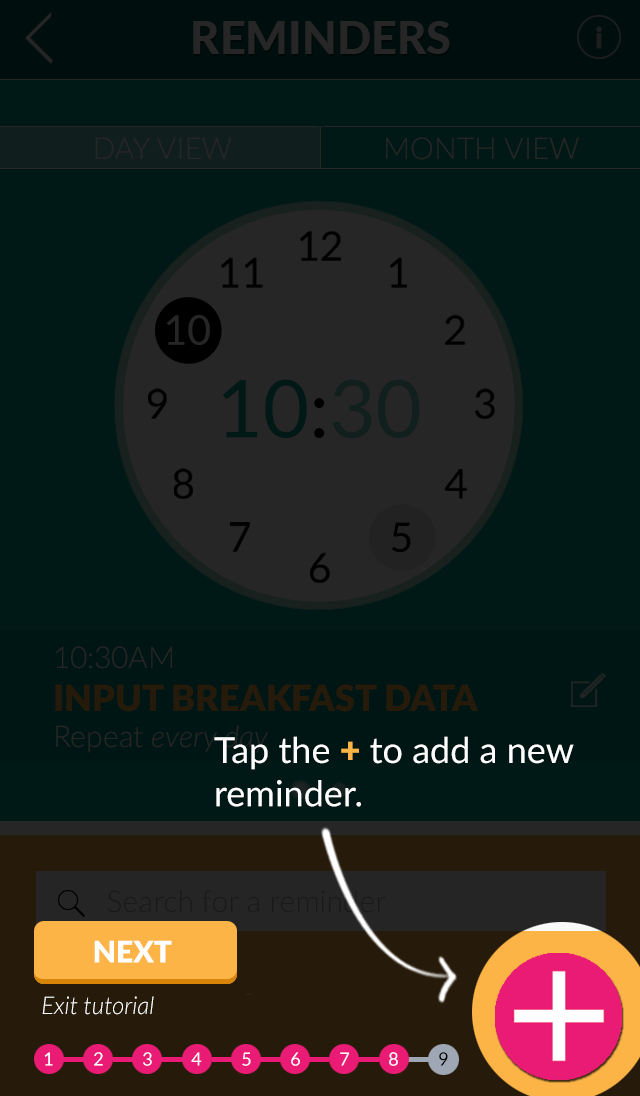 REMINDERS
DAY VIEW
MONTH VIEW
12
11
1
10
2
10:30
9
3
8
4
7
5
6
10:30AM
INPUT BREAKFAST DATA
Repeat every day
Tap the + to add a new
reminder.
Search for a reminder
NEXT
Exit tutorial
1 2 3 4 5 6 7 8 9